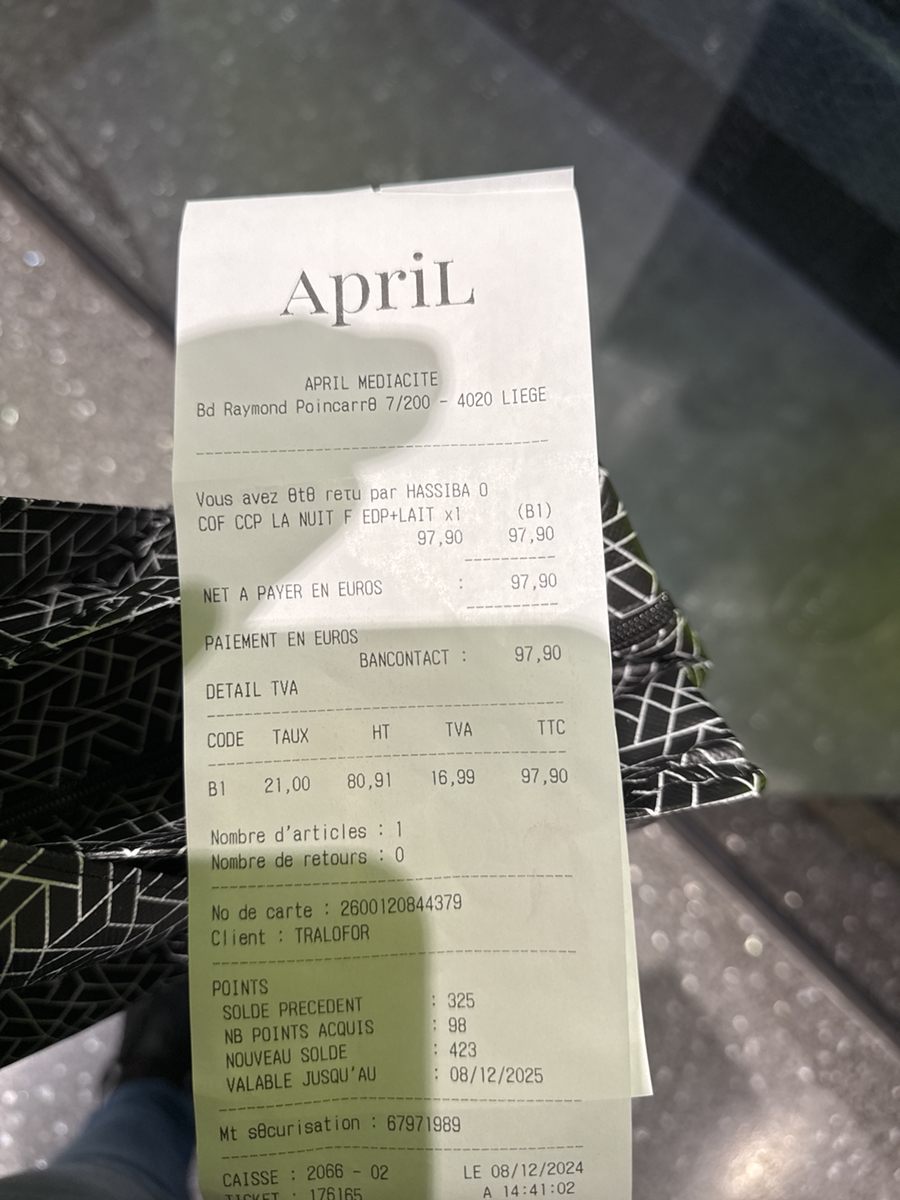 ApriL
APRIL MEDIACITE
Bd Raymond Poincarr0 7/200 - 4020 LIEGE
Vous avez 0t0 reτu par HASSIBA O
COF CCP LA NUIT F EDP+LAIT x1 (B1)
97,90 97,90
NET A PAYER EN EUROS : 97,90
PAIEMENT EN EUROS
BANCONTACT : 97,90
DETAIL TVA
CODE TAUX HT TVA TTC
B1 21,00 80,91 16,99 97,90
Nombre d'articles : 1
Nombre de retours : 0
No de carte : 2600120844379
Client : TRALOFOR
POINTS
SOLDE PRECEDENT : 325
NB POINTS ACQUIS : 98
NOUVEAU SOLDE : 423
VALABLE JUSQU'AU : 08/12/2025
Mt s0curisation : 67971989
CAISSE : 2066 - 02 LE 08/12/2024
TICKET : 176165 A 14:41:02